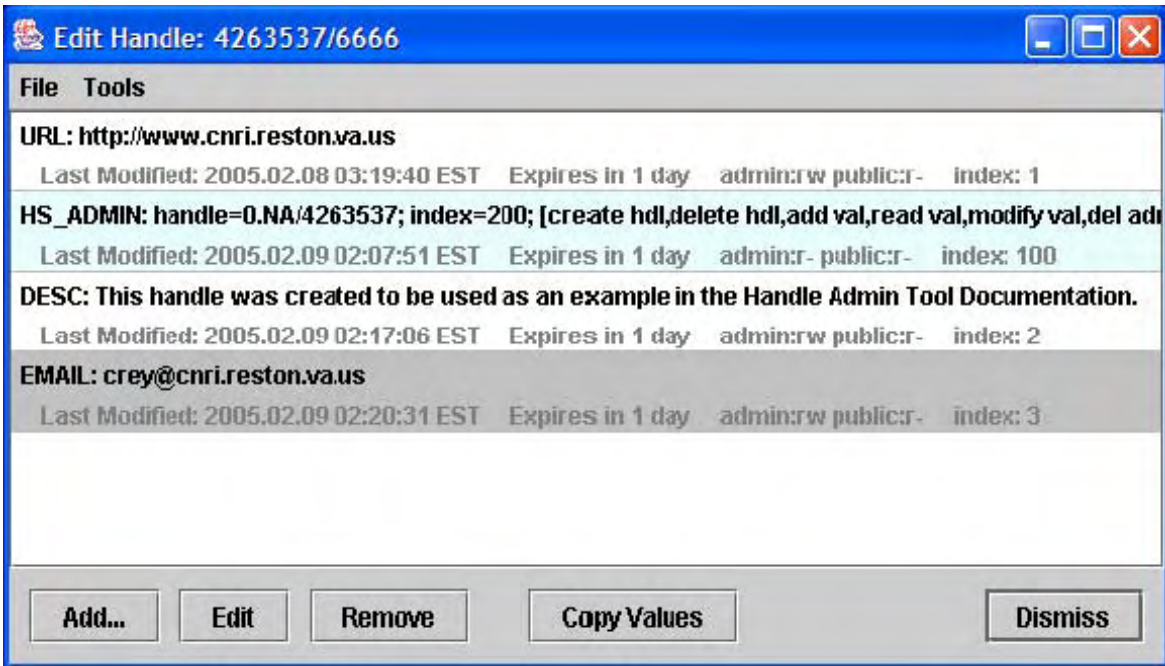 Edit Handle: 4263537/6666
File Tools
URL: http://www.cnri.reston.va.us
Last Modified: 2005.02.08 03:19:40 EST Expires in 1 day admin:rw public:r- index: 1
HS_ADMIN: handle=0.NA/4263537; index=200; [create hdl,delete hdl,add val,read val,modify val,del
Last Modified: 2005.02.09 02:07:51 EST Expires in 1 day admin:r- public:r- index: 100
DESC: This handle was created to be used as an example in the Handle Admin Tool Documentation.
Last Modified: 2005.02.09 02:17:06 EST Expires in 1 day admin:rw public:r- index: 2
EMAIL: crey@cnri.reston.va.us
Last Modified: 2005.02.09 02:20:31 EST Expires in 1 day admin:rw public:r- index: 3
Add... Edit Remove Copy Values Dismiss